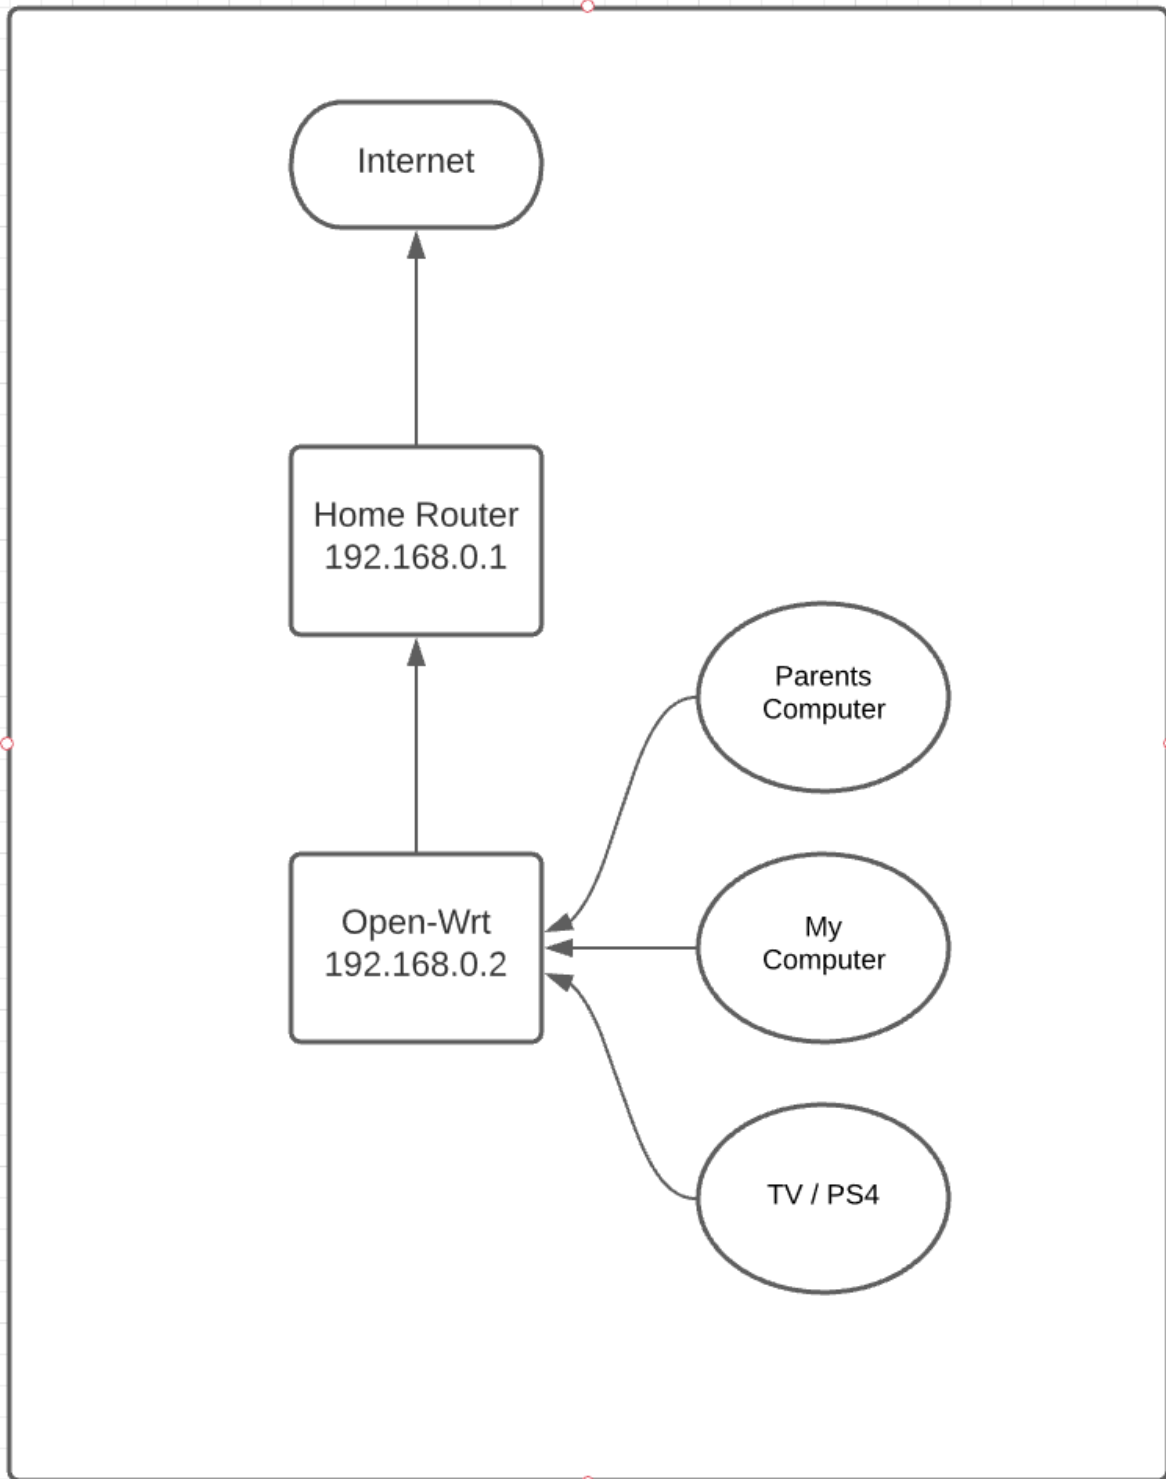 Internet
Home Router
192.168.0.1
Parents
Computer
Open-Wrt
192.168.0.2
My
Computer
TV / PS4